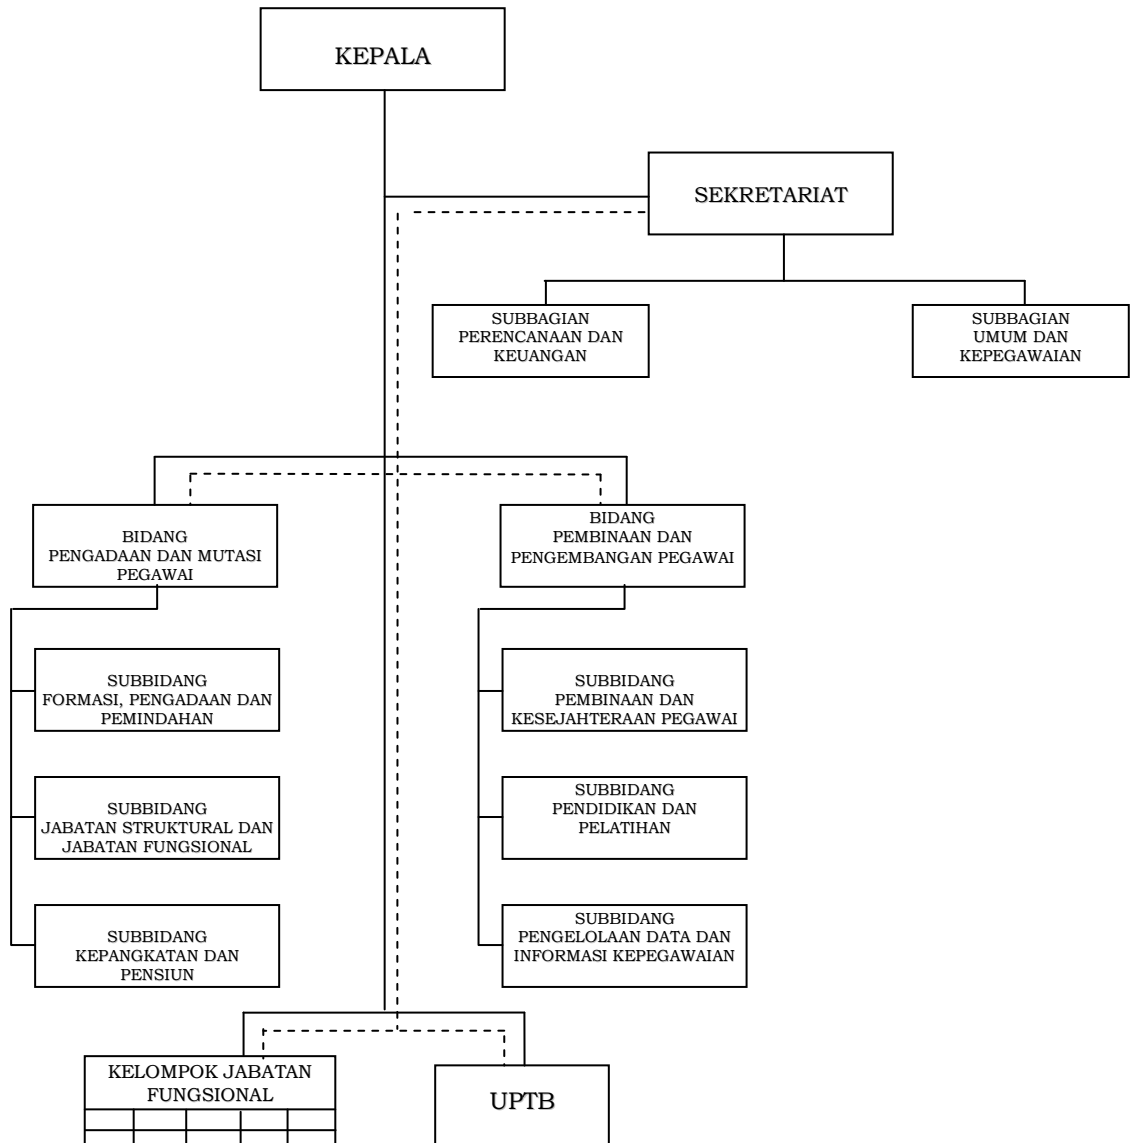 KEPALA
SEKRETARIAT
SUBBAGIAN
PERENCANAAN DAN
KEUANGAN
SUBBAGIAN
UMUM DAN
KEPEGAWAIAN
BIDANG
PENGADAAN DAN MUTASI
PEGAWAI
BIDANG
PEMBINAAN DAN
PENGEMBANGAN PEGAWAI
SUBBIDANG
FORMASI, PENGADAAN DAN
PEMINDAHAN
SUBBIDANG
PEMBINAAN DAN
KESEJAHTERAAN PEGAWAI
SUBBIDANG
JABATAN STRUKTURAL DAN
JABATAN FUNGSIONAL
SUBBIDANG
PENDIDIKAN DAN
PELATIHAN
SUBBIDANG
KEPANGKATAN DAN
PENSIUN
SUBBIDANG
PENGELOLAAN DATA DAN
INFORMASI KEPEGAWAIAN
KELOMPOK JABATAN
FUNGSIONAL
UPTB